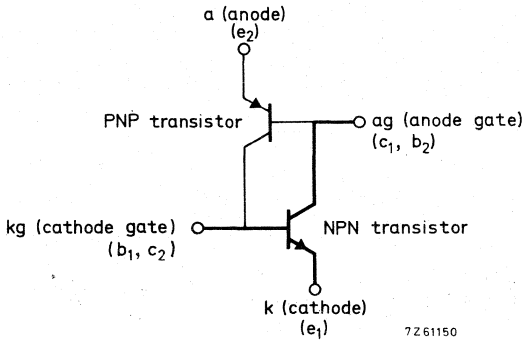 a (anode)
(e₂)
PNP transistor
ag (anode gate)
(c₁, b₂)
kg (cathode gate)
(b₁, c₂)
NPN transistor
k (cathode)
(e₁)
7Z61150